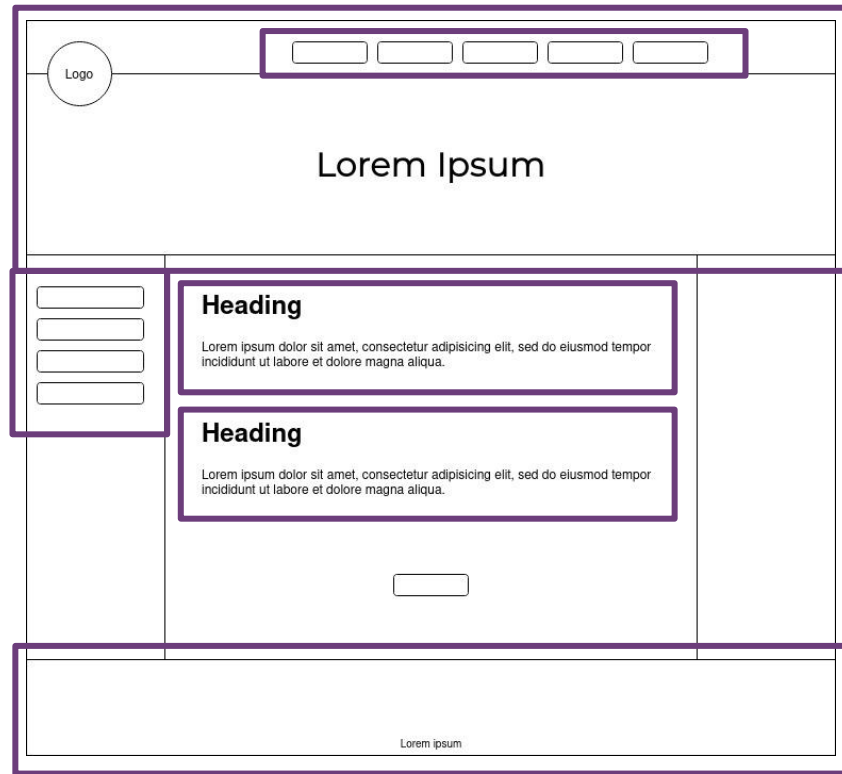 Logo
Lorem Ipsum
Heading
Lorem ipsum dolor sit amet, consectetur adipisicing elit, sed do eiusmod tempor
incididunt ut labore et dolore magna aliqua.
Heading
Lorem ipsum dolor sit amet, consectetur adipisicing elit, sed do eiusmod tempor
incididunt ut labore et dolore magna aliqua.
Lorem ipsum